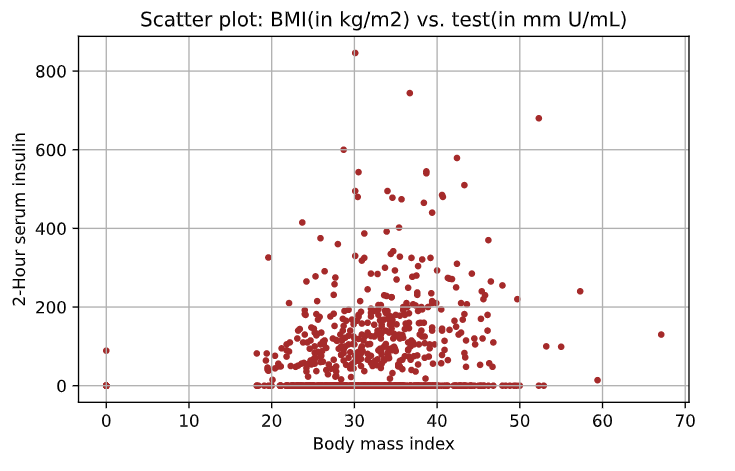 Scatter plot: BMI(in kg/m2) vs. test(in mm U/mL)
2-Hour serum insulin
800
600
400
200
0
0 10 20 30 40 50 60 70
Body mass index